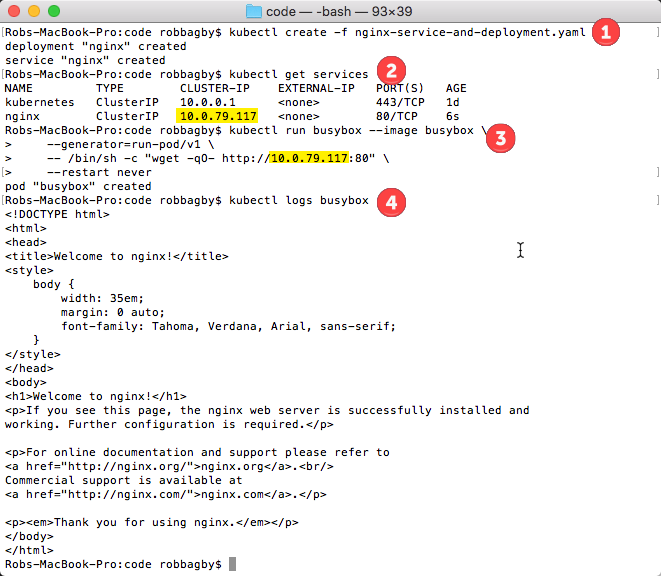 code — -bash — 93×39
[Robs-MacBook-Pro:code robbagby$ kubectl create -f nginx-service-and-deployment.yaml ]
1
deployment "nginx" created
service "nginx" created
[Robs-MacBook-Pro:code robbagby$ kubectl get services ]
2
NAME         TYPE        CLUSTER-IP    EXTERNAL-IP   PORT(S)   AGE
kubernetes   ClusterIP   10.0.0.1      <none>        443/TCP   1d
nginx        ClusterIP   10.0.79.117   <none>        80/TCP    6s
Robs-MacBook-Pro:code robbagby$ kubectl run busybox --image busybox \
3
>     --generator=run-pod/v1 \
>     -- /bin/sh -c "wget -qO- http://10.0.79.117:80" \
[>     --restart never ]
pod "busybox" created
[Robs-MacBook-Pro:code robbagby$ kubectl logs busybox ]
4
<!DOCTYPE html>
<html>
<head>
<title>Welcome to nginx!</title>
<style>
    body {
        width: 35em;
        margin: 0 auto;
        font-family: Tahoma, Verdana, Arial, sans-serif;
    }
</style>
</head>
<body>
<h1>Welcome to nginx!</h1>
<p>If you see this page, the nginx web server is successfully installed and
working. Further configuration is required.</p>

<p>For online documentation and support please refer to
<a href="http://nginx.org/">nginx.org</a>.<br/>
Commercial support is available at
<a href="http://nginx.com/">nginx.com</a>.</p>

<p><em>Thank you for using nginx.</em></p>
</body>
</html>
Robs-MacBook-Pro:code robbagby$